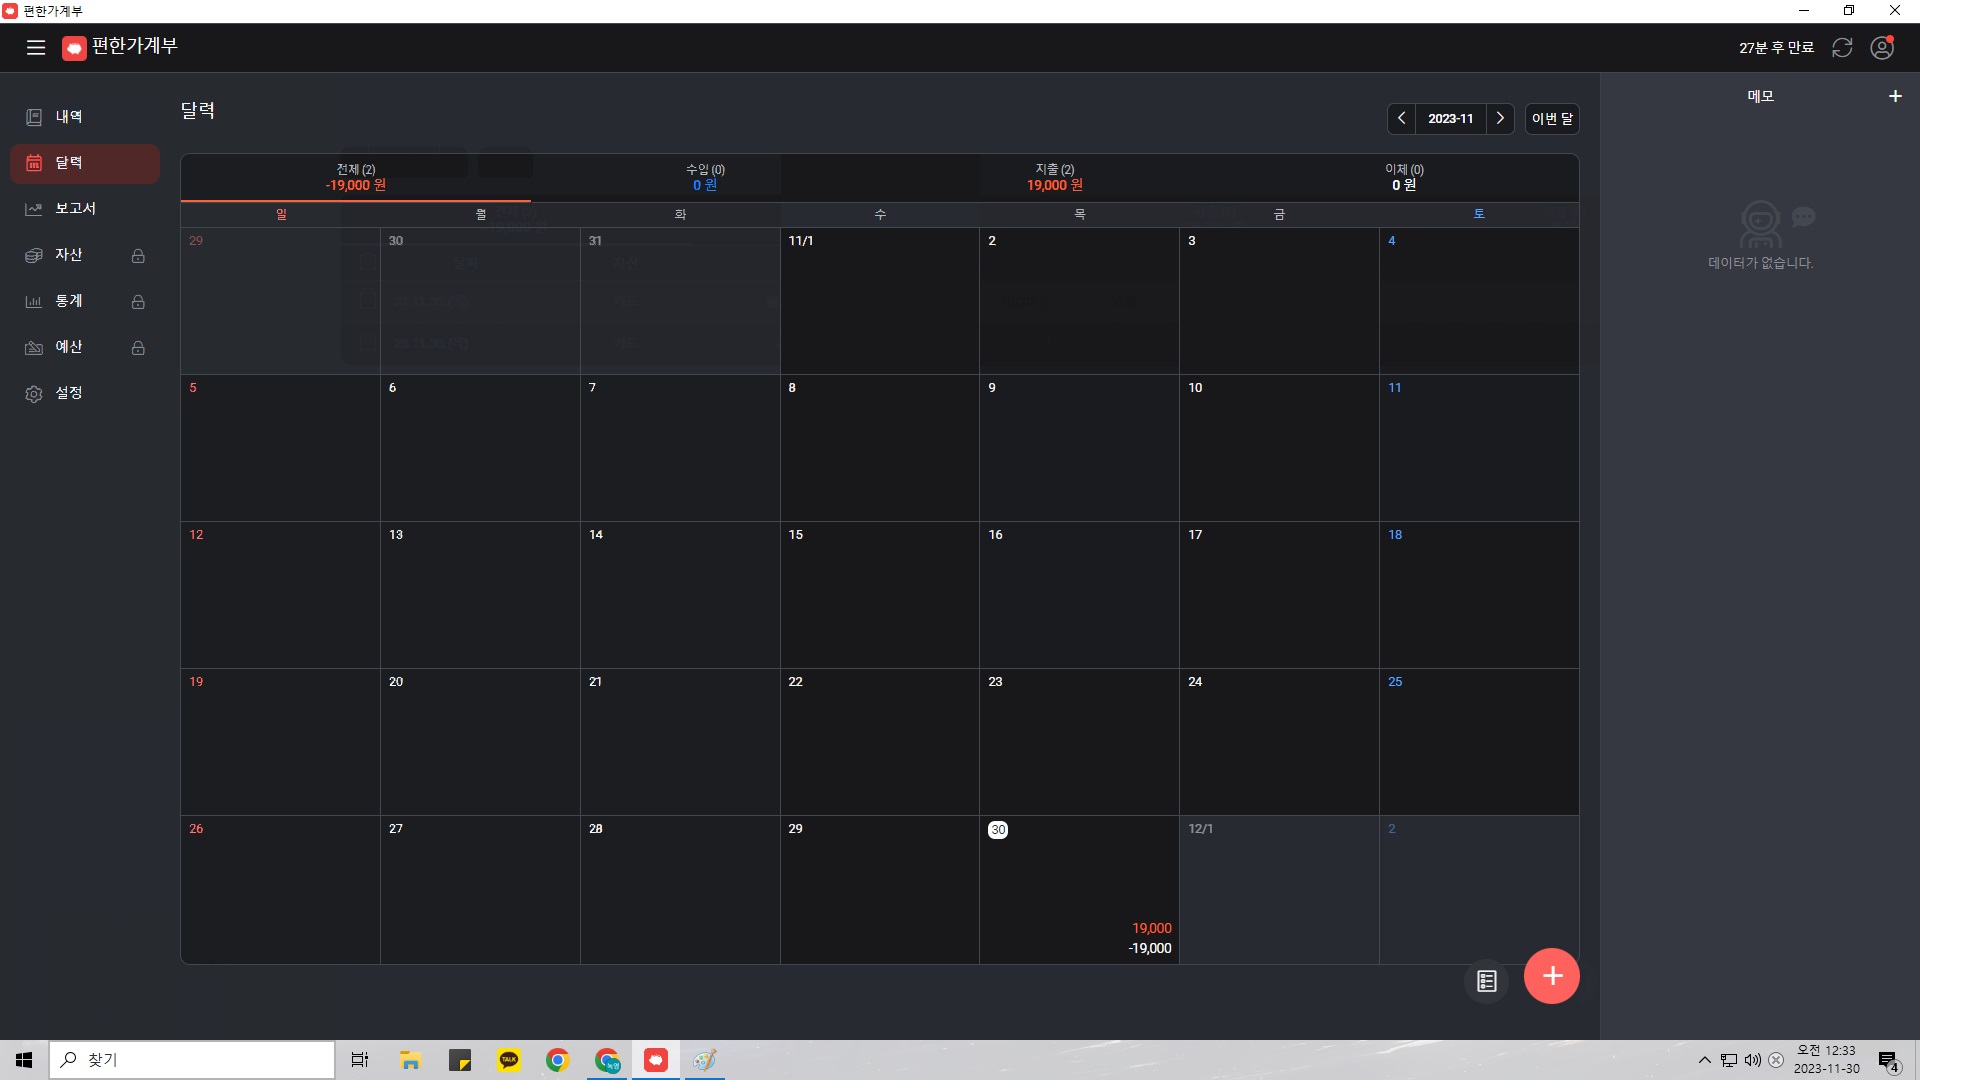 편한가계부
편한가계부
27분 후 만료
내역
달력
보고서
자산
통계
예산
설정
달력
2023-11
이번 달
전체 (2)
-19,000 원
수입 (0)
0 원
지출 (2)
19,000 원
이체 (0)
0 원
일 월 화 수 목 금 토
29 30 31 11/1 2 3 4
5 6 7 8 9 10 11
12 13 14 15 16 17 18
19 20 21 22 23 24 25
26 27 28 29 30 12/1 2
19,000
-19,000
메모
데이터가 없습니다.
찾기
TALK
오전 12:33
2023-11-30
4